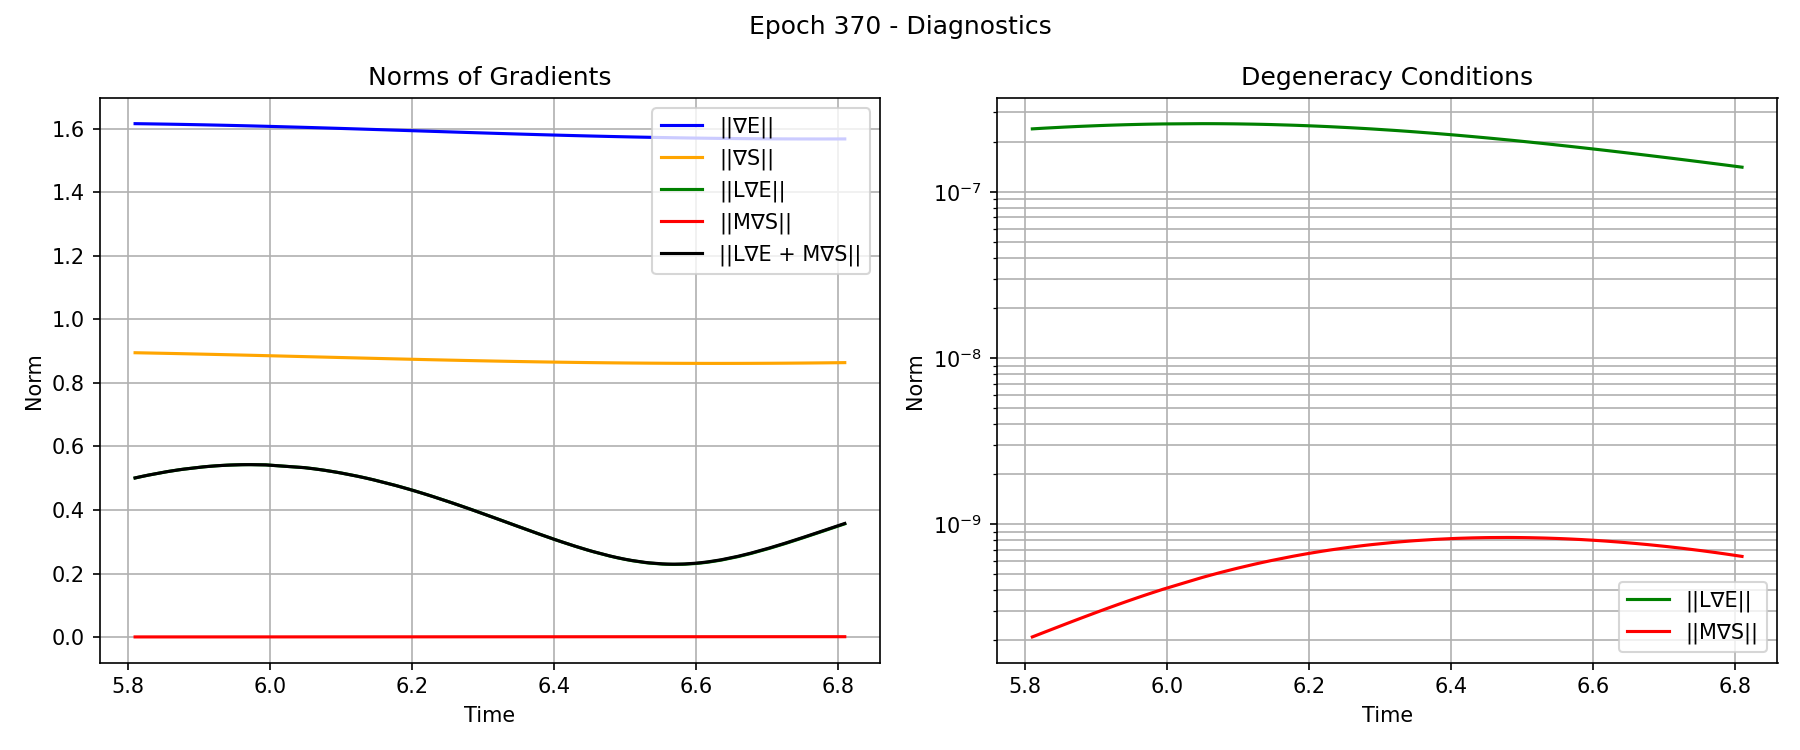 Epoch 370 - Diagnostics
Norms of Gradients
Norm
1.6
1.4
1.2
1.0
0.8
0.6
0.4
0.2
0.0
5.8 6.0 6.2 6.4 6.6 6.8
Time
||∇E||
||∇S||
||L∇E||
||M∇S||
||L∇E + M∇S||
Degeneracy Conditions
Norm
10⁻⁷
10⁻⁸
10⁻⁹
5.8 6.0 6.2 6.4 6.6 6.8
Time
||L∇E||
||M∇S||